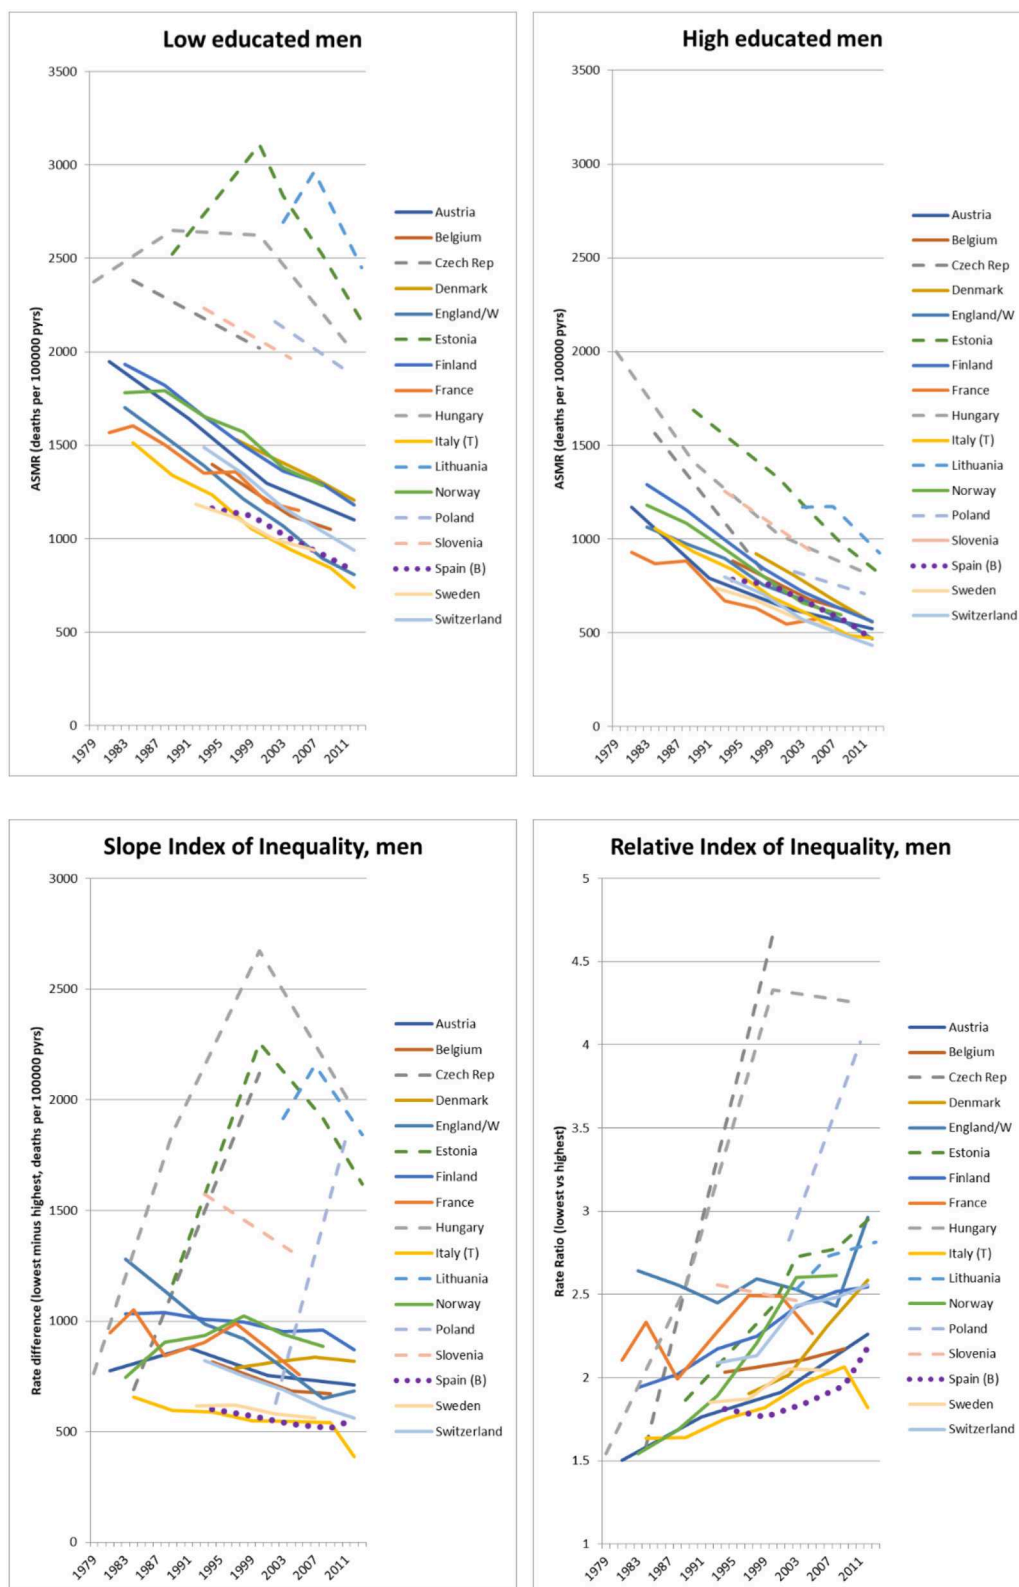 Low educated men
ASMR (deaths per 100000 pyrs)
3500
3000
2500
2000
1500
1000
500
0
1979
1983
1987
1991
1995
1999
2003
2007
2011
Austria
Belgium
Czech Rep
Denmark
England/W
Estonia
Finland
France
Hungary
Italy (T)
Lithuania
Norway
Poland
Slovenia
Spain (B)
Sweden
Switzerland
High educated men
ASMR (deaths per 100000 pyrs)
3500
3000
2500
2000
1500
1000
500
0
1979
1983
1987
1991
1995
1999
2003
2007
2011
Austria
Belgium
Czech Rep
Denmark
England/W
Estonia
Finland
France
Hungary
Italy (T)
Lithuania
Norway
Poland
Slovenia
Spain (B)
Sweden
Switzerland
Slope Index of Inequality, men
Rate difference (lowest minus highest, deaths per 100000 pyrs)
3000
2500
2000
1500
1000
500
0
1979
1983
1987
1991
1995
1999
2003
2007
2011
Austria
Belgium
Czech Rep
Denmark
England/W
Estonia
Finland
France
Hungary
Italy (T)
Lithuania
Norway
Poland
Slovenia
Spain (B)
Sweden
Switzerland
Relative Index of Inequality, men
Rate Ratio (lowest vs highest)
5
4.5
4
3.5
3
2.5
2
1.5
1
1979
1983
1987
1991
1995
1999
2003
2007
2011
Austria
Belgium
Czech Rep
Denmark
England/W
Estonia
Finland
France
Hungary
Italy (T)
Lithuania
Norway
Poland
Slovenia
Spain (B)
Sweden
Switzerland